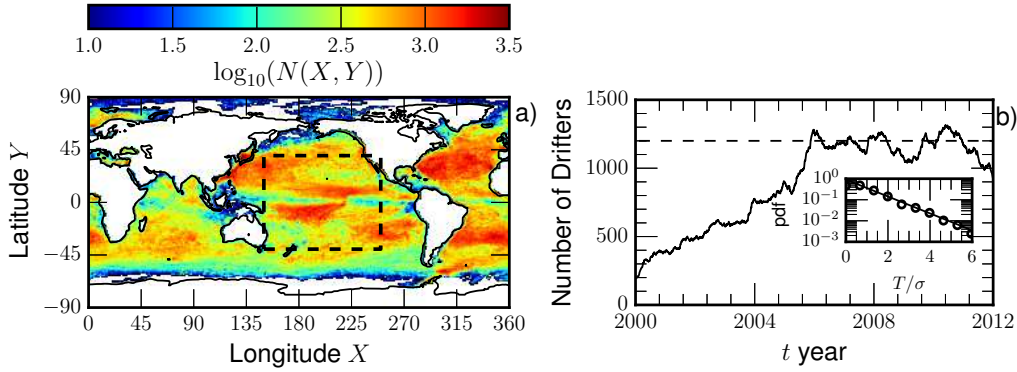 1.0 1.5 2.0 2.5 3.0 3.5
log₁₀(N(X, Y))
a)
90
45
0
−45
−90
Latitude Y
0 45 90 135 180 225 270 315 360
Longitude X
b)
1500
1000
500
0
Number of Drifters
2000 2004 2008 2012
t year
10⁰
10⁻¹
10⁻²
10⁻³
pdf
0 2 4 6
T/σ